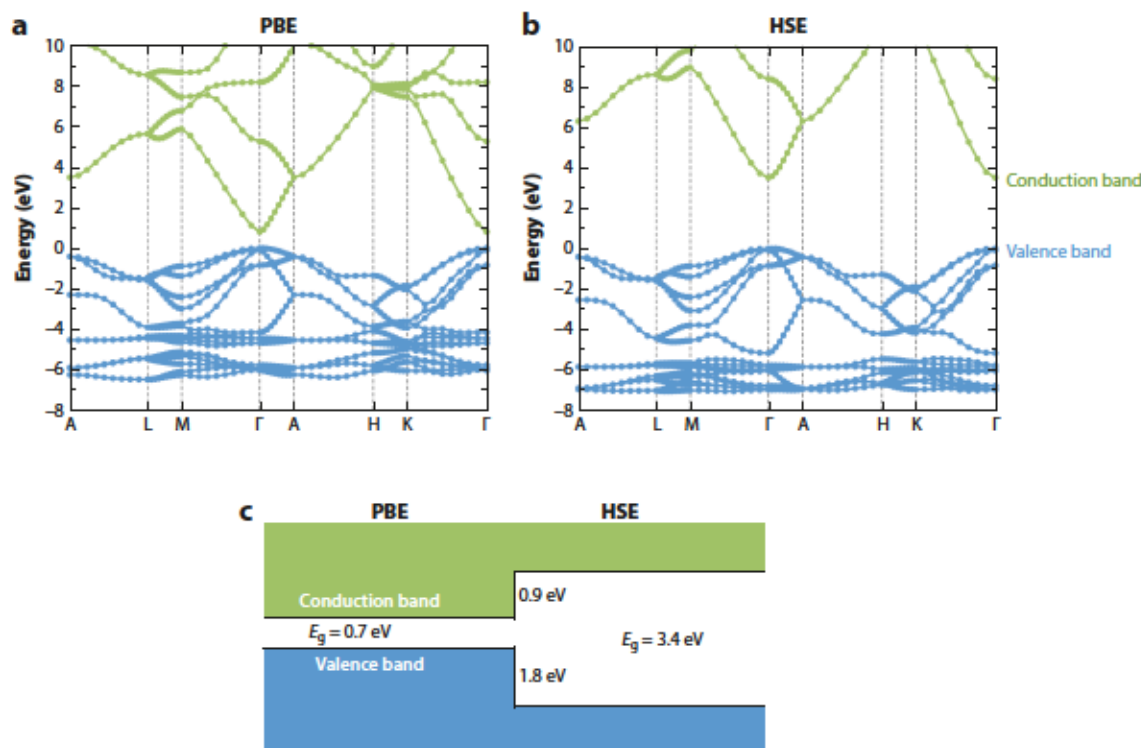 a PBE
b HSE
Energy (eV)
10
8
6
4
2
0
–2
–4
–6
–8
A L M Γ A H K Γ
Energy (eV)
10
8
6
4
2
0
–2
–4
–6
–8
A L M Γ A H K Γ
Conduction band
Valence band
c PBE HSE
Conduction band
Eg = 0.7 eV
Valence band
0.9 eV
Eg = 3.4 eV
1.8 eV